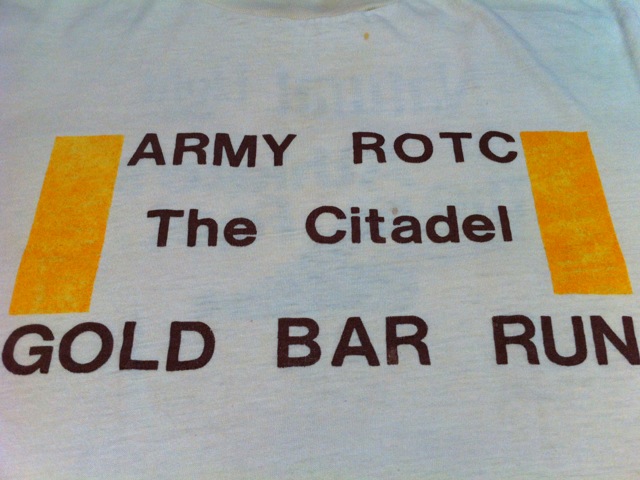 ARMY ROTC
The Citadel
GOLD BAR RUN